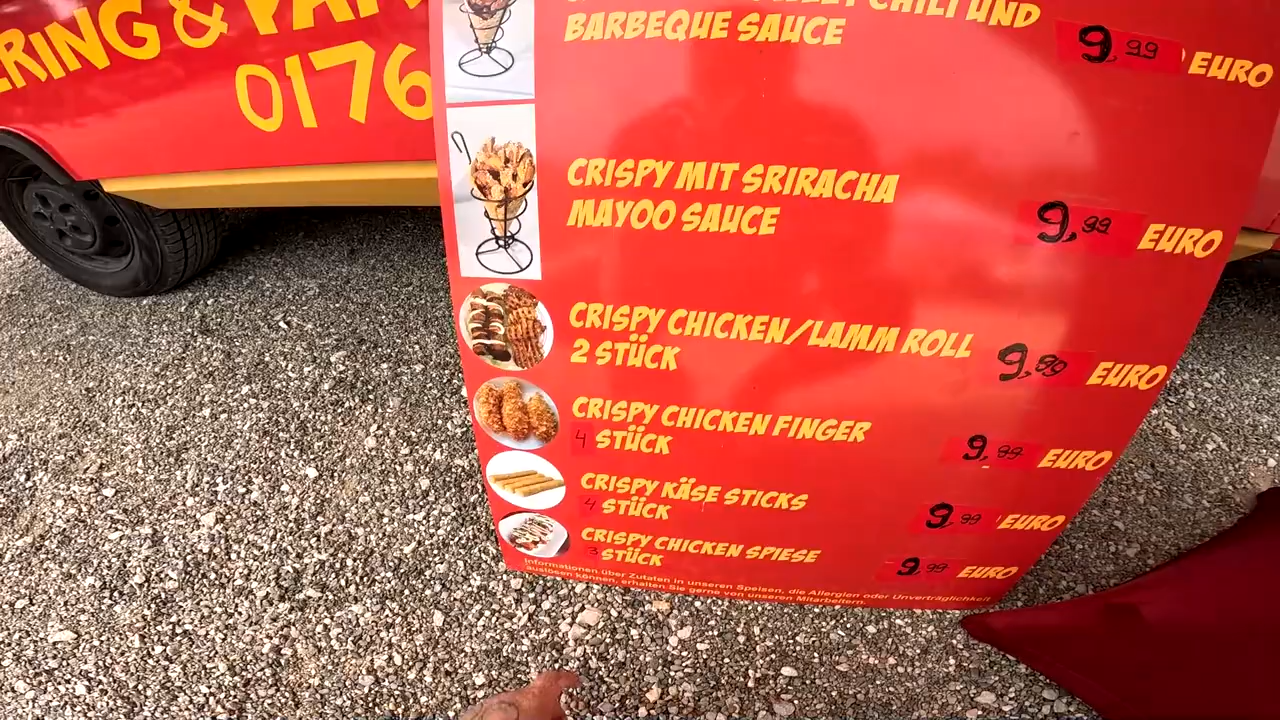 ERING &
0176
CHILI UND
BARBEQUE SAUCE
9,99 EURO
CRISPY MIT SRIRACHA
MAYOO SAUCE
9,99 EURO
CRISPY CHICKEN/LAMM ROLL
2 STÜCK
9,99 EURO
CRISPY CHICKEN FINGER
4 STÜCK
9,99 EURO
CRISPY KÄSE STICKS
4 STÜCK
9,99 EURO
CRISPY CHICKEN SPIESE
3 STÜCK
9,99 EURO
Informationen über Zutaten in unseren Speisen, die Allergien oder Unverträglichkeit
auslösen können, erhalten Sie gerne von unseren Mitarbeitern.